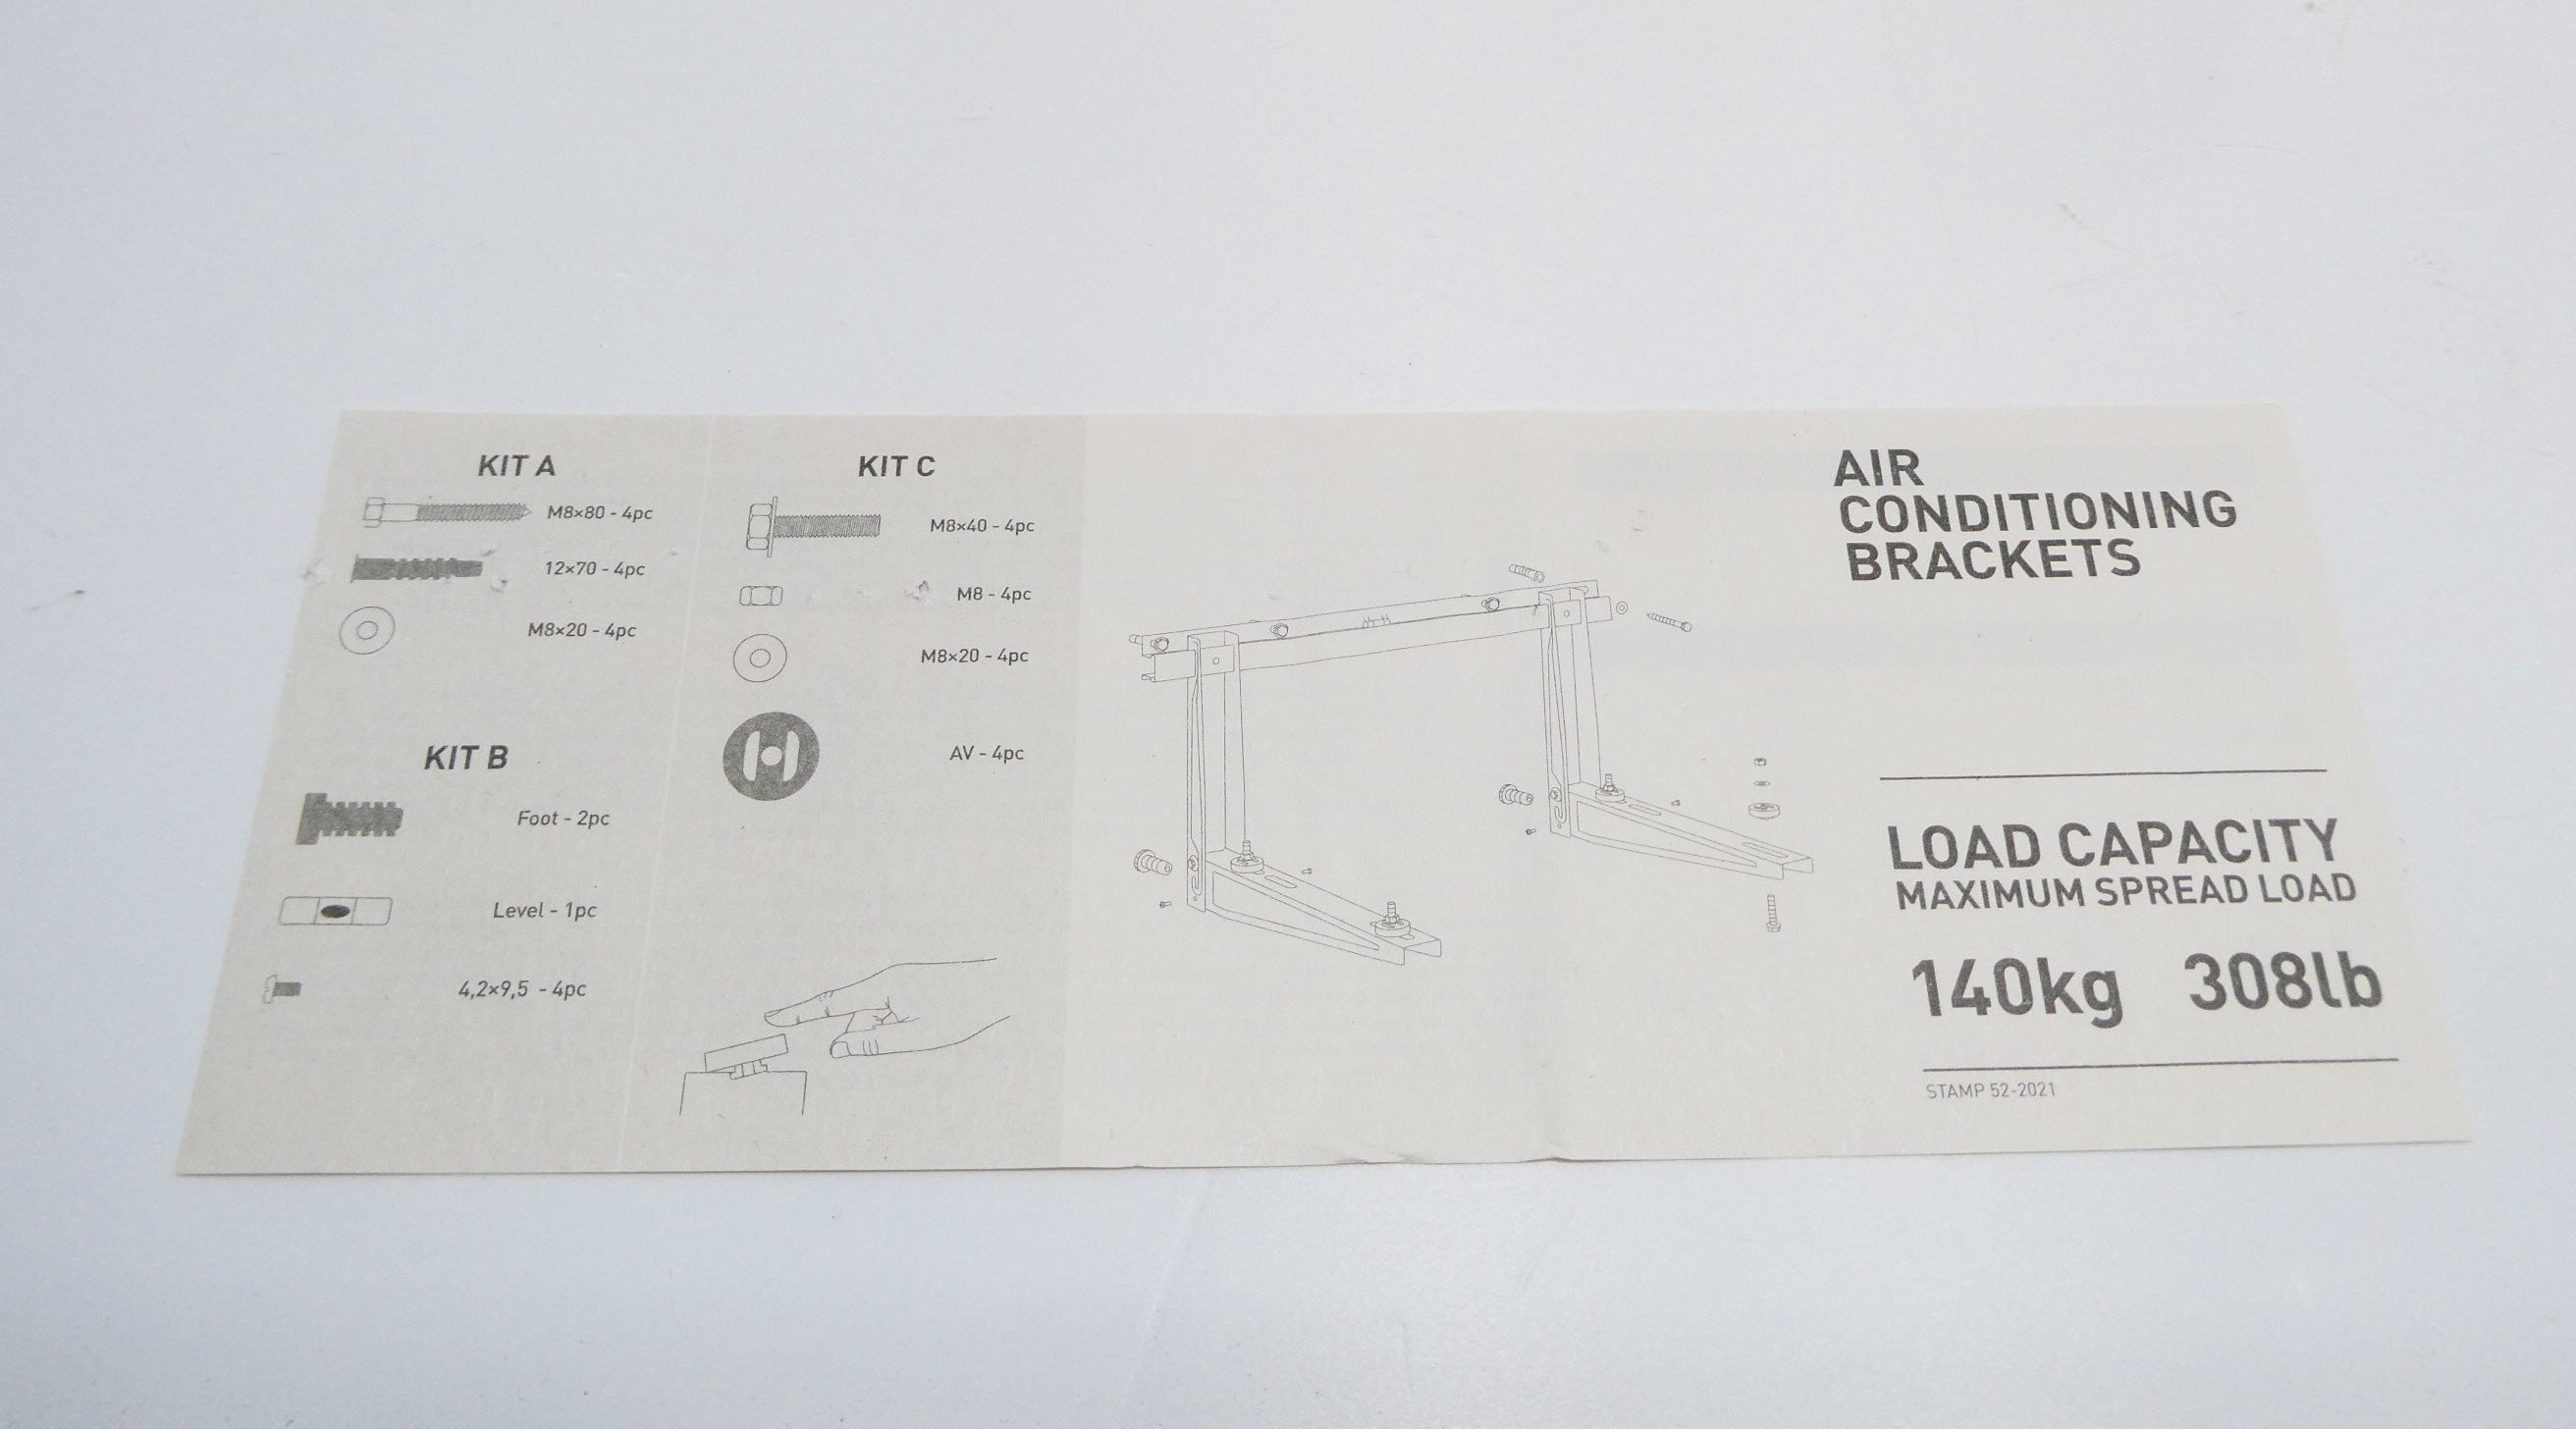 KIT A
M8×80 - 4pc
12×70 - 4pc
M8×20 - 4pc
KIT B
Foot - 2pc
Level - 1pc
4,2×9,5 - 4pc
KIT C
M8×40 - 4pc
M8 - 4pc
M8×20 - 4pc
AV - 4pc
AIR
CONDITIONING
BRACKETS
LOAD CAPACITY
MAXIMUM SPREAD LOAD
140kg 308lb
STAMP 52-2021